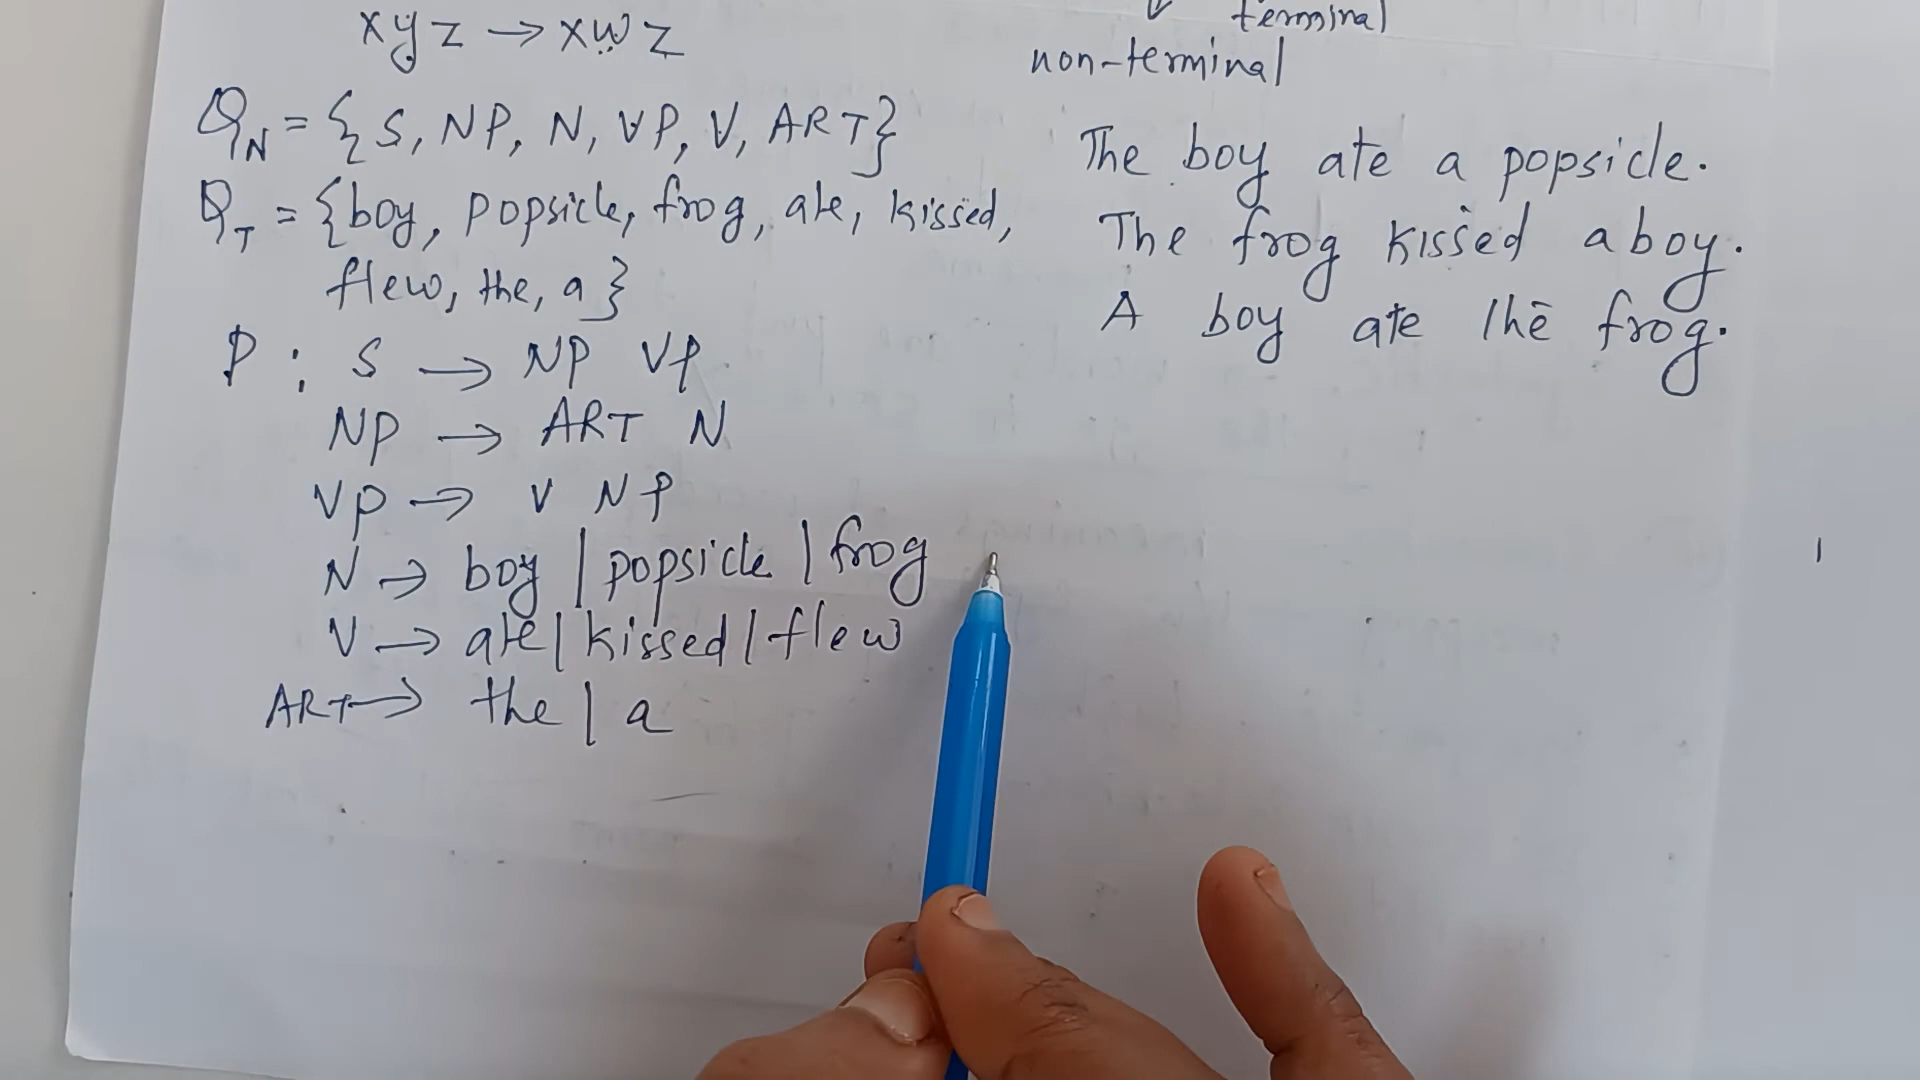 xyz → xwz
terminal
non-terminal
Q_N = {S, NP, N, VP, V, ART}
Q_T = {boy, popsicle, frog, ate, kissed,
flew, the, a}
P : S → NP VP
NP → ART N
VP → V NP
N → boy | popsicle | frog
V → ate | kissed | flew
ART → the | a
The boy ate a popsicle.
The frog kissed a boy.
A boy ate the frog.